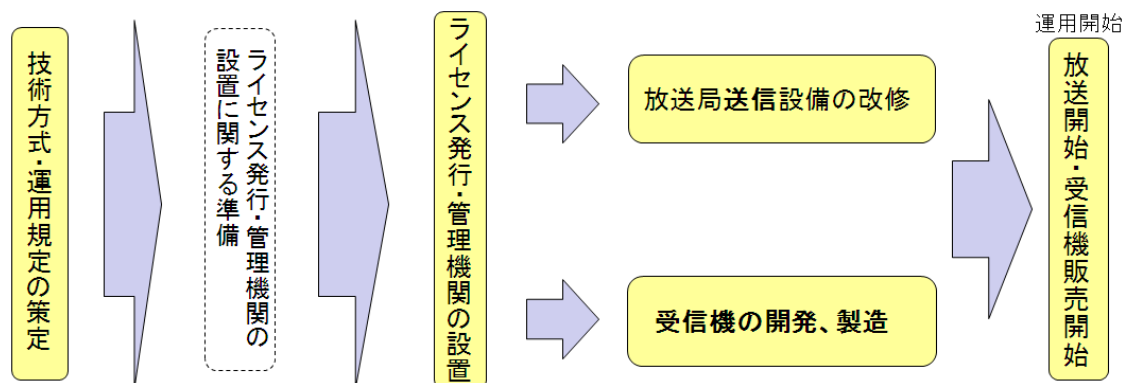 技術方式・運用規定の策定
ライセンス発行・管理機関の
設置に関する準備
ライセンス発行・管理機関の設置
放送局送信設備の改修
受信機の開発、製造
運用開始
放送開始・受信機販売開始